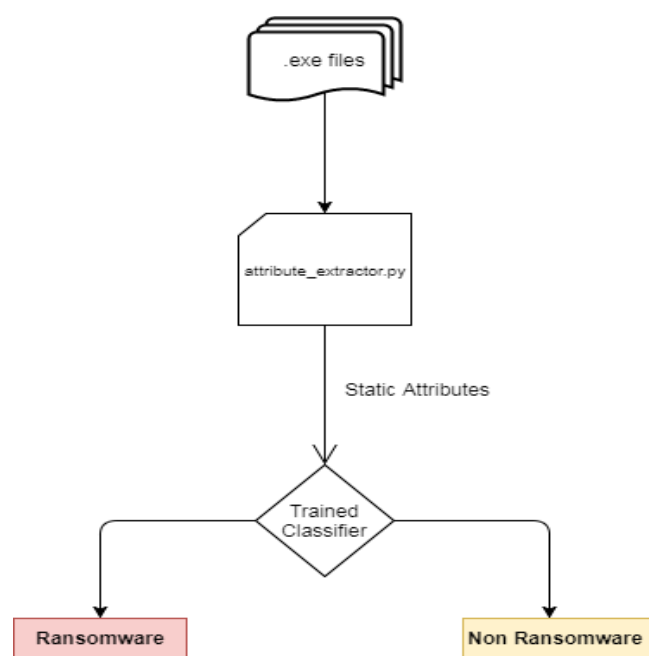 .exe files
attribute_extractor.py
Static Attributes
Trained
Classifier
Ransomware
Non Ransomware